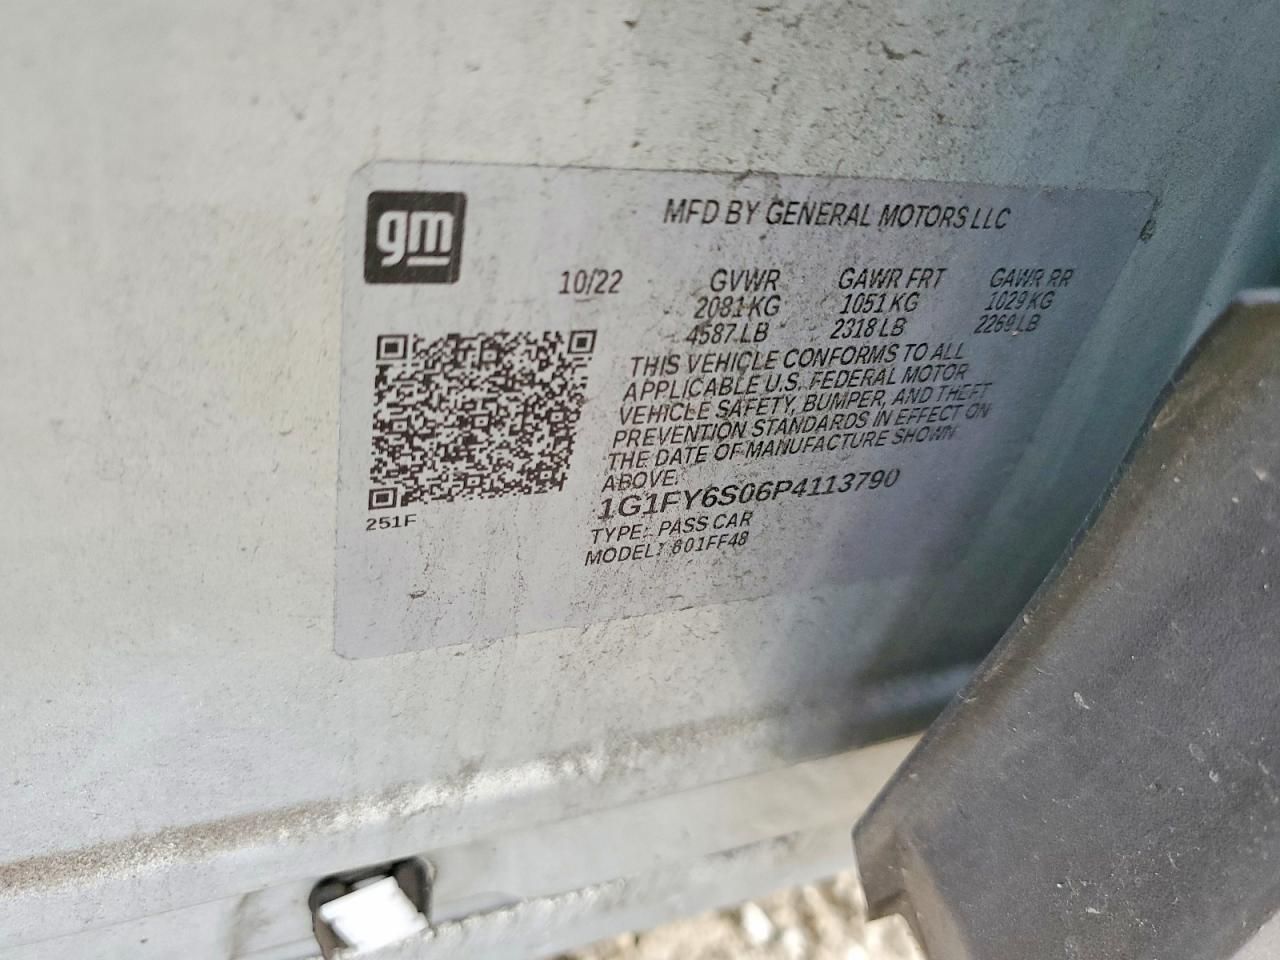 gm
MFD BY GENERAL MOTORS LLC
10/22 GVWR GAWR FRT GAWR RR
2081 KG 1051 KG 1029 KG
4587 LB 2318 LB 2269 LB
THIS VEHICLE CONFORMS TO ALL
APPLICABLE U.S. FEDERAL MOTOR
VEHICLE SAFETY, BUMPER, AND THEFT
PREVENTION STANDARDS IN EFFECT ON
THE DATE OF MANUFACTURE SHOWN
ABOVE.
1G1FY6S06P4113790
251F
TYPE: PASS CAR
MODEL: 601FF48